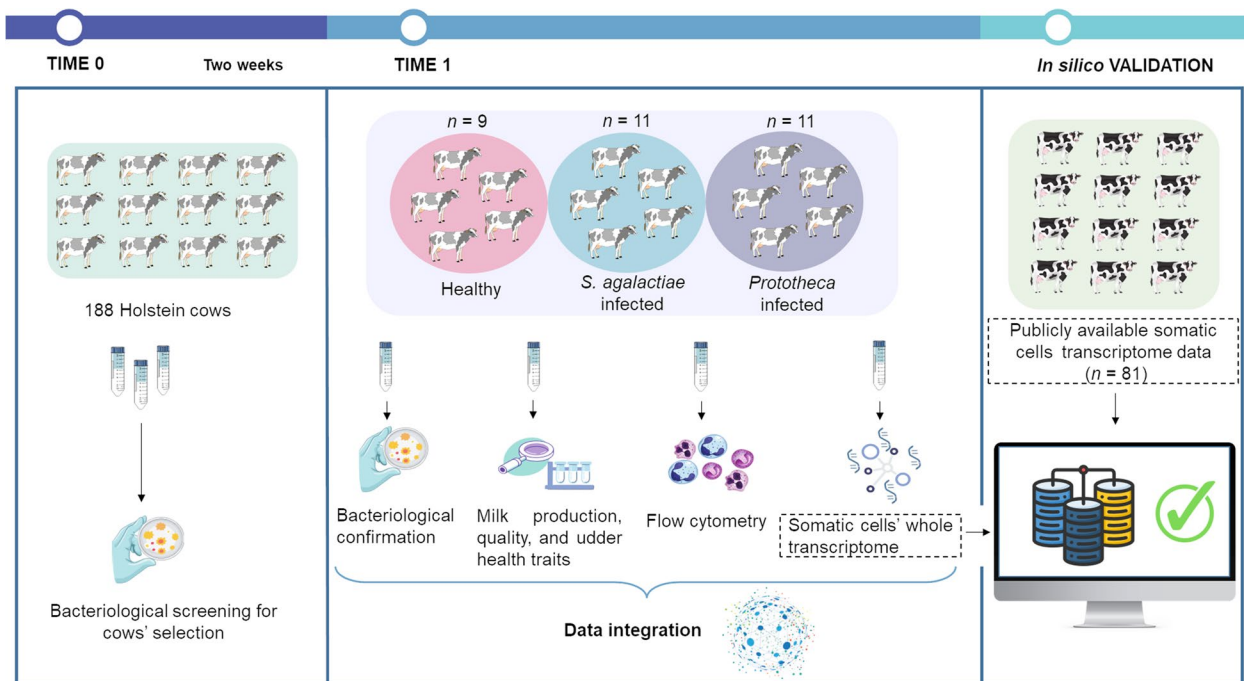 TIME 0
Two weeks
TIME 1
In silico VALIDATION
188 Holstein cows
Bacteriological screening for
cows' selection
n = 9
n = 11
n = 11
Healthy
S. agalactiae
infected
Prototheca
infected
Bacteriological
confirmation
Milk production,
quality, and udder
health traits
Flow cytometry
Somatic cells' whole
transcriptome
Data integration
Publicly available somatic
cells transcriptome data
(n = 81)